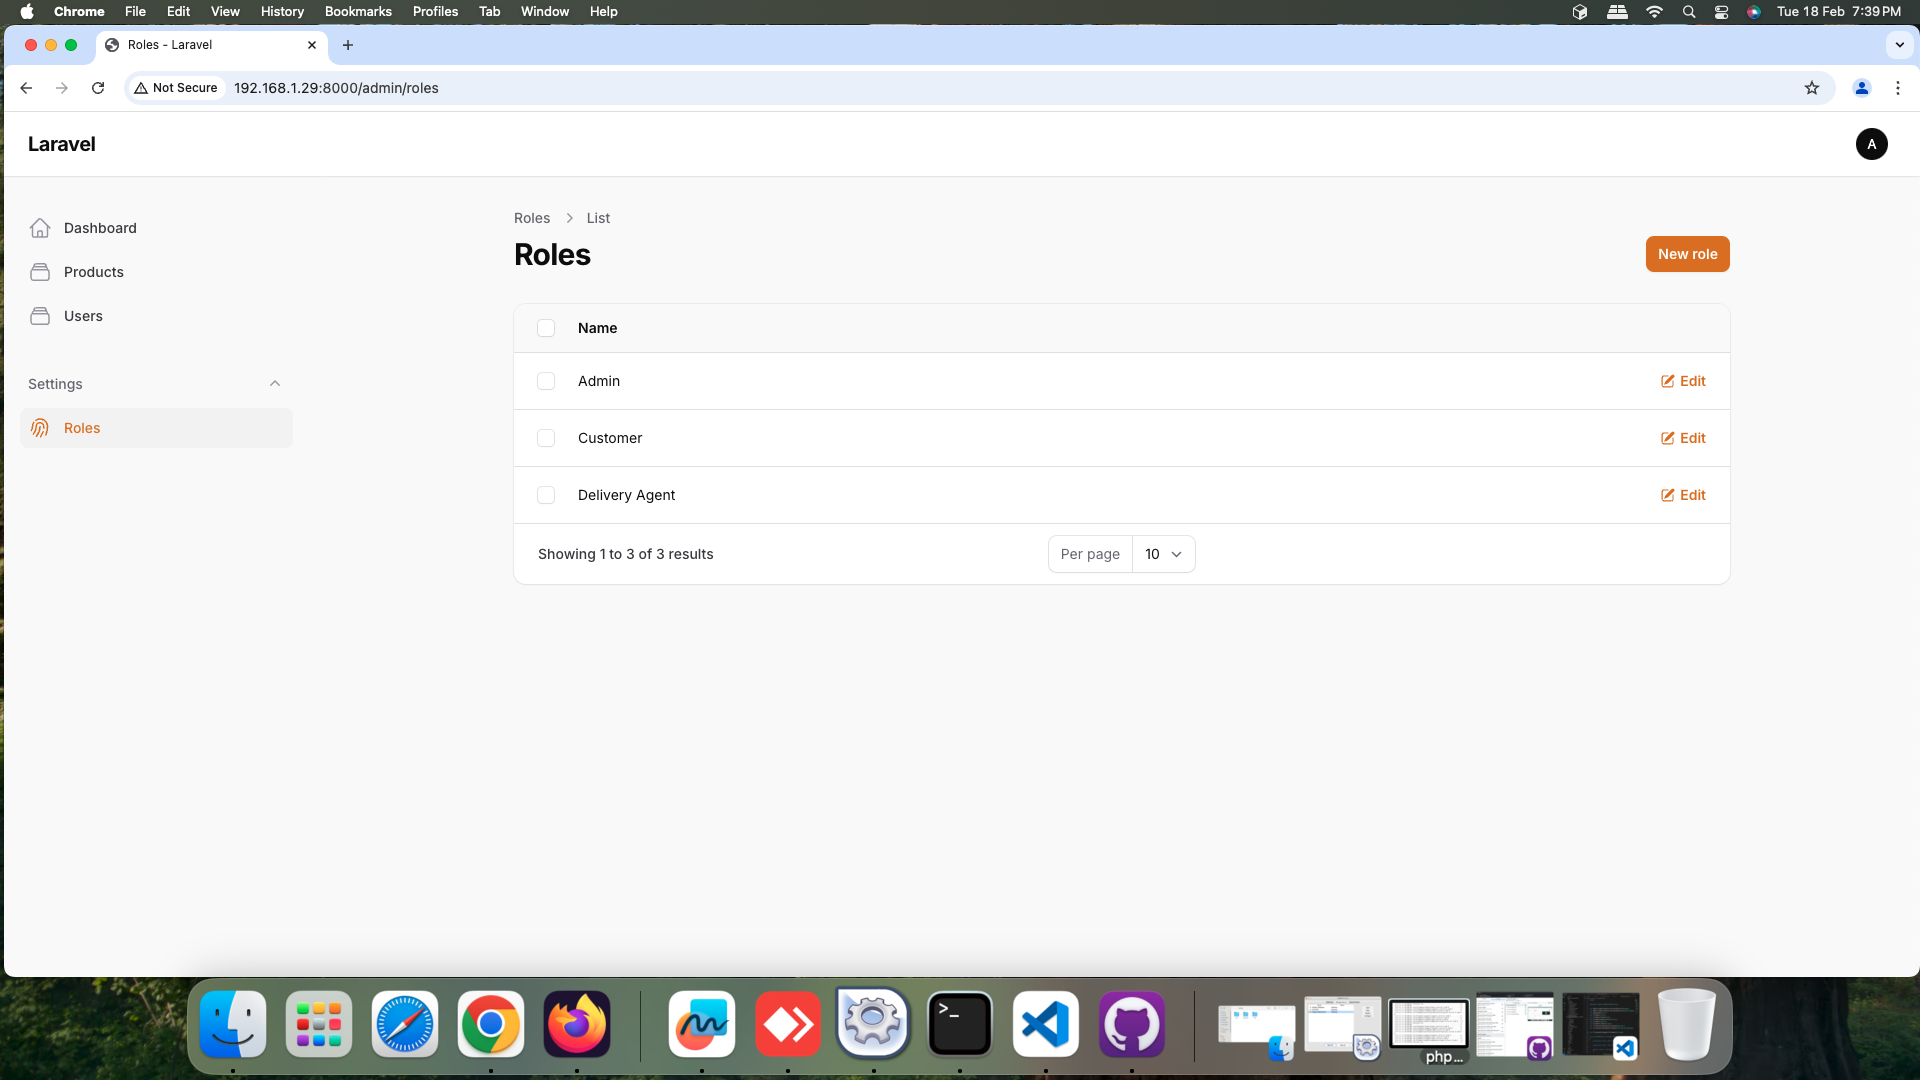 Chrome File Edit View History Bookmarks Profiles Tab Window Help Tue 18 Feb 7:39 PM
Roles - Laravel
Not Secure 192.168.1.29:8000/admin/roles
Laravel A
Dashboard
Products
Users
Settings
Roles
Roles List
Roles
New role
Name
Admin Edit
Customer Edit
Delivery Agent Edit
Showing 1 to 3 of 3 results Per page 10
>_
php...